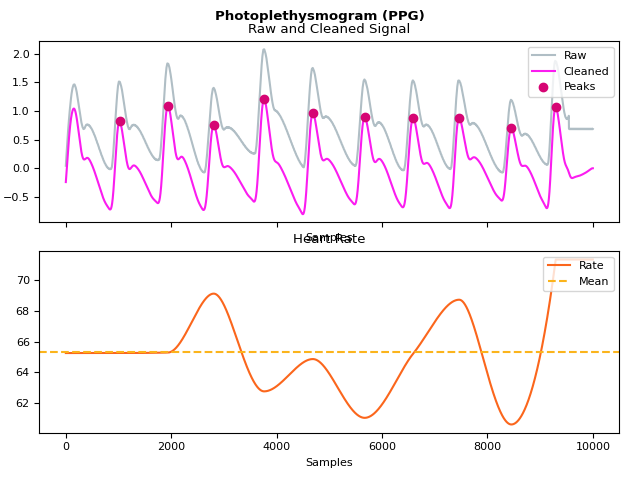 Photoplethysmogram (PPG)
Raw and Cleaned Signal
2.0
1.5
1.0
0.5
0.0
−0.5
Raw
Cleaned
Peaks
Samples
Heart Rate
70
68
66
64
62
Rate
Mean
0 2000 4000 6000 8000 10000
Samples